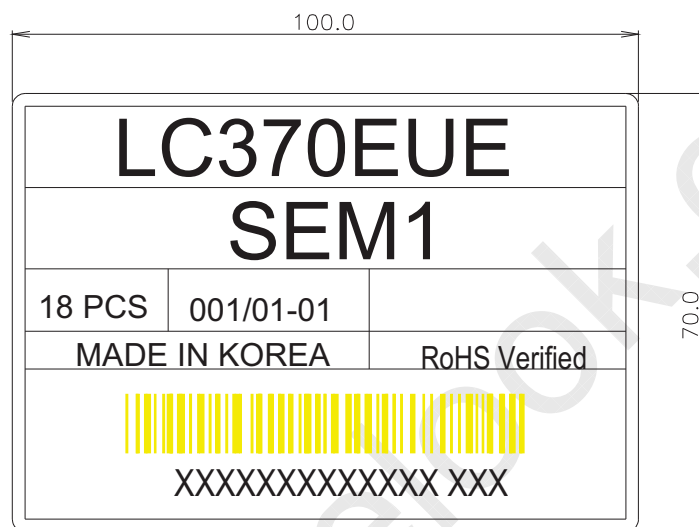 100.0
LC370EUE
SEM1
18 PCS 001/01-01
70.0
MADE IN KOREA RoHS Verified
XXXXXXXXXXXXX XXX